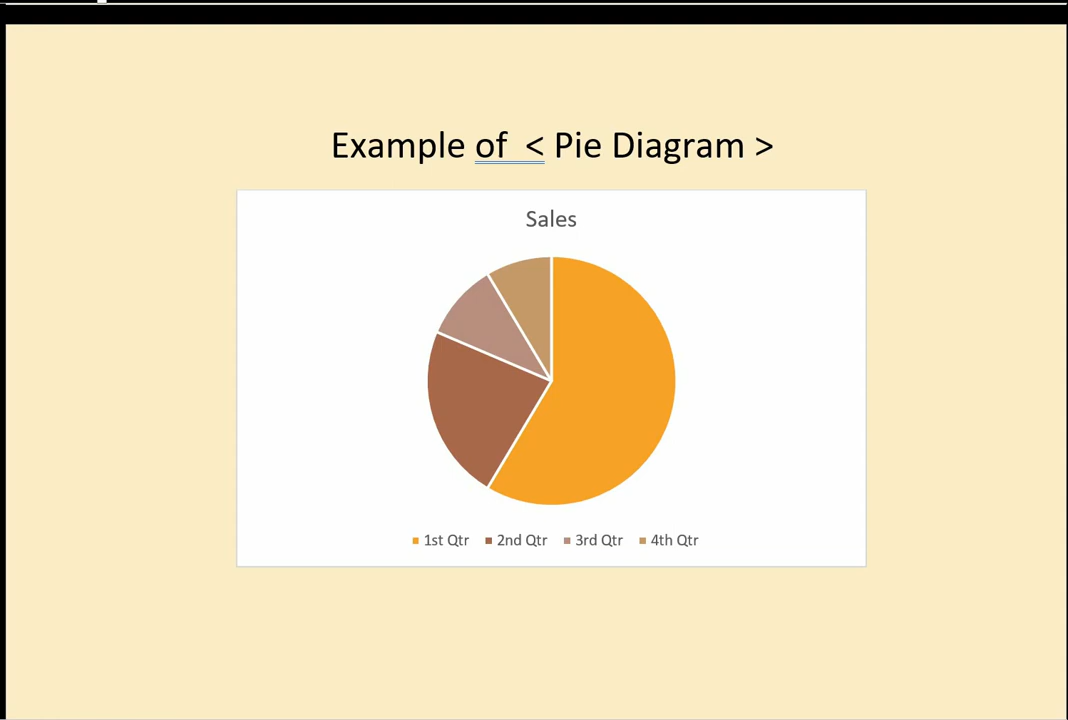 Example of < Pie Diagram >
Sales
1st Qtr 2nd Qtr 3rd Qtr 4th Qtr